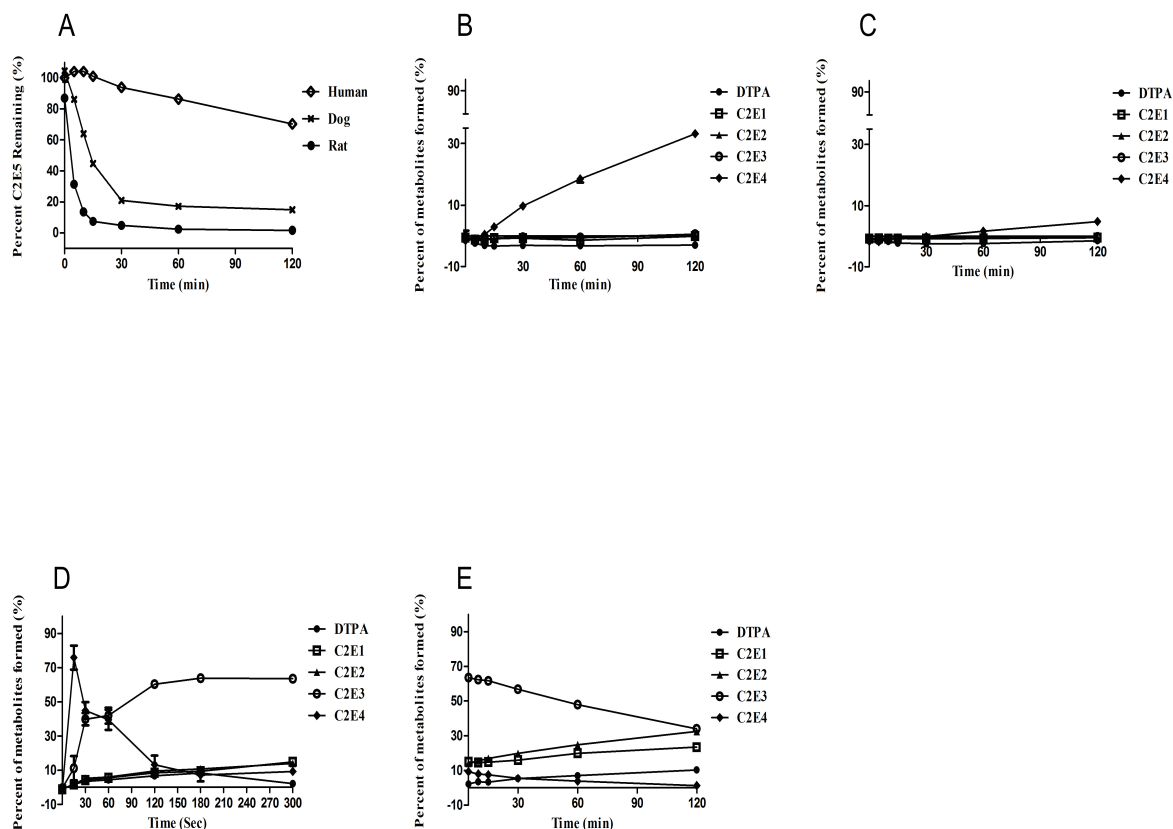 A
Percent C2E5 Remaining (%)
100
80
60
40
20
0
0
30
60
90
120
Time (min)
Human
Dog
Rat
B
Percent of metabolites formed (%)
90
30
10
-10
30
60
90
120
Time (min)
DTPA
C2E1
C2E2
C2E3
C2E4
C
Percent of metabolites formed (%)
90
30
10
-10
30
60
90
120
Time (min)
DTPA
C2E1
C2E2
C2E3
C2E4
D
Percent of metabolites formed (%)
90
70
50
30
10
-10
30
60
90
120
150
180
210
240
270
300
Time (Sec)
DTPA
C2E1
C2E2
C2E3
C2E4
E
Percent of metabolites formed (%)
90
70
50
30
10
-10
30
60
90
120
Time (min)
DTPA
C2E1
C2E2
C2E3
C2E4